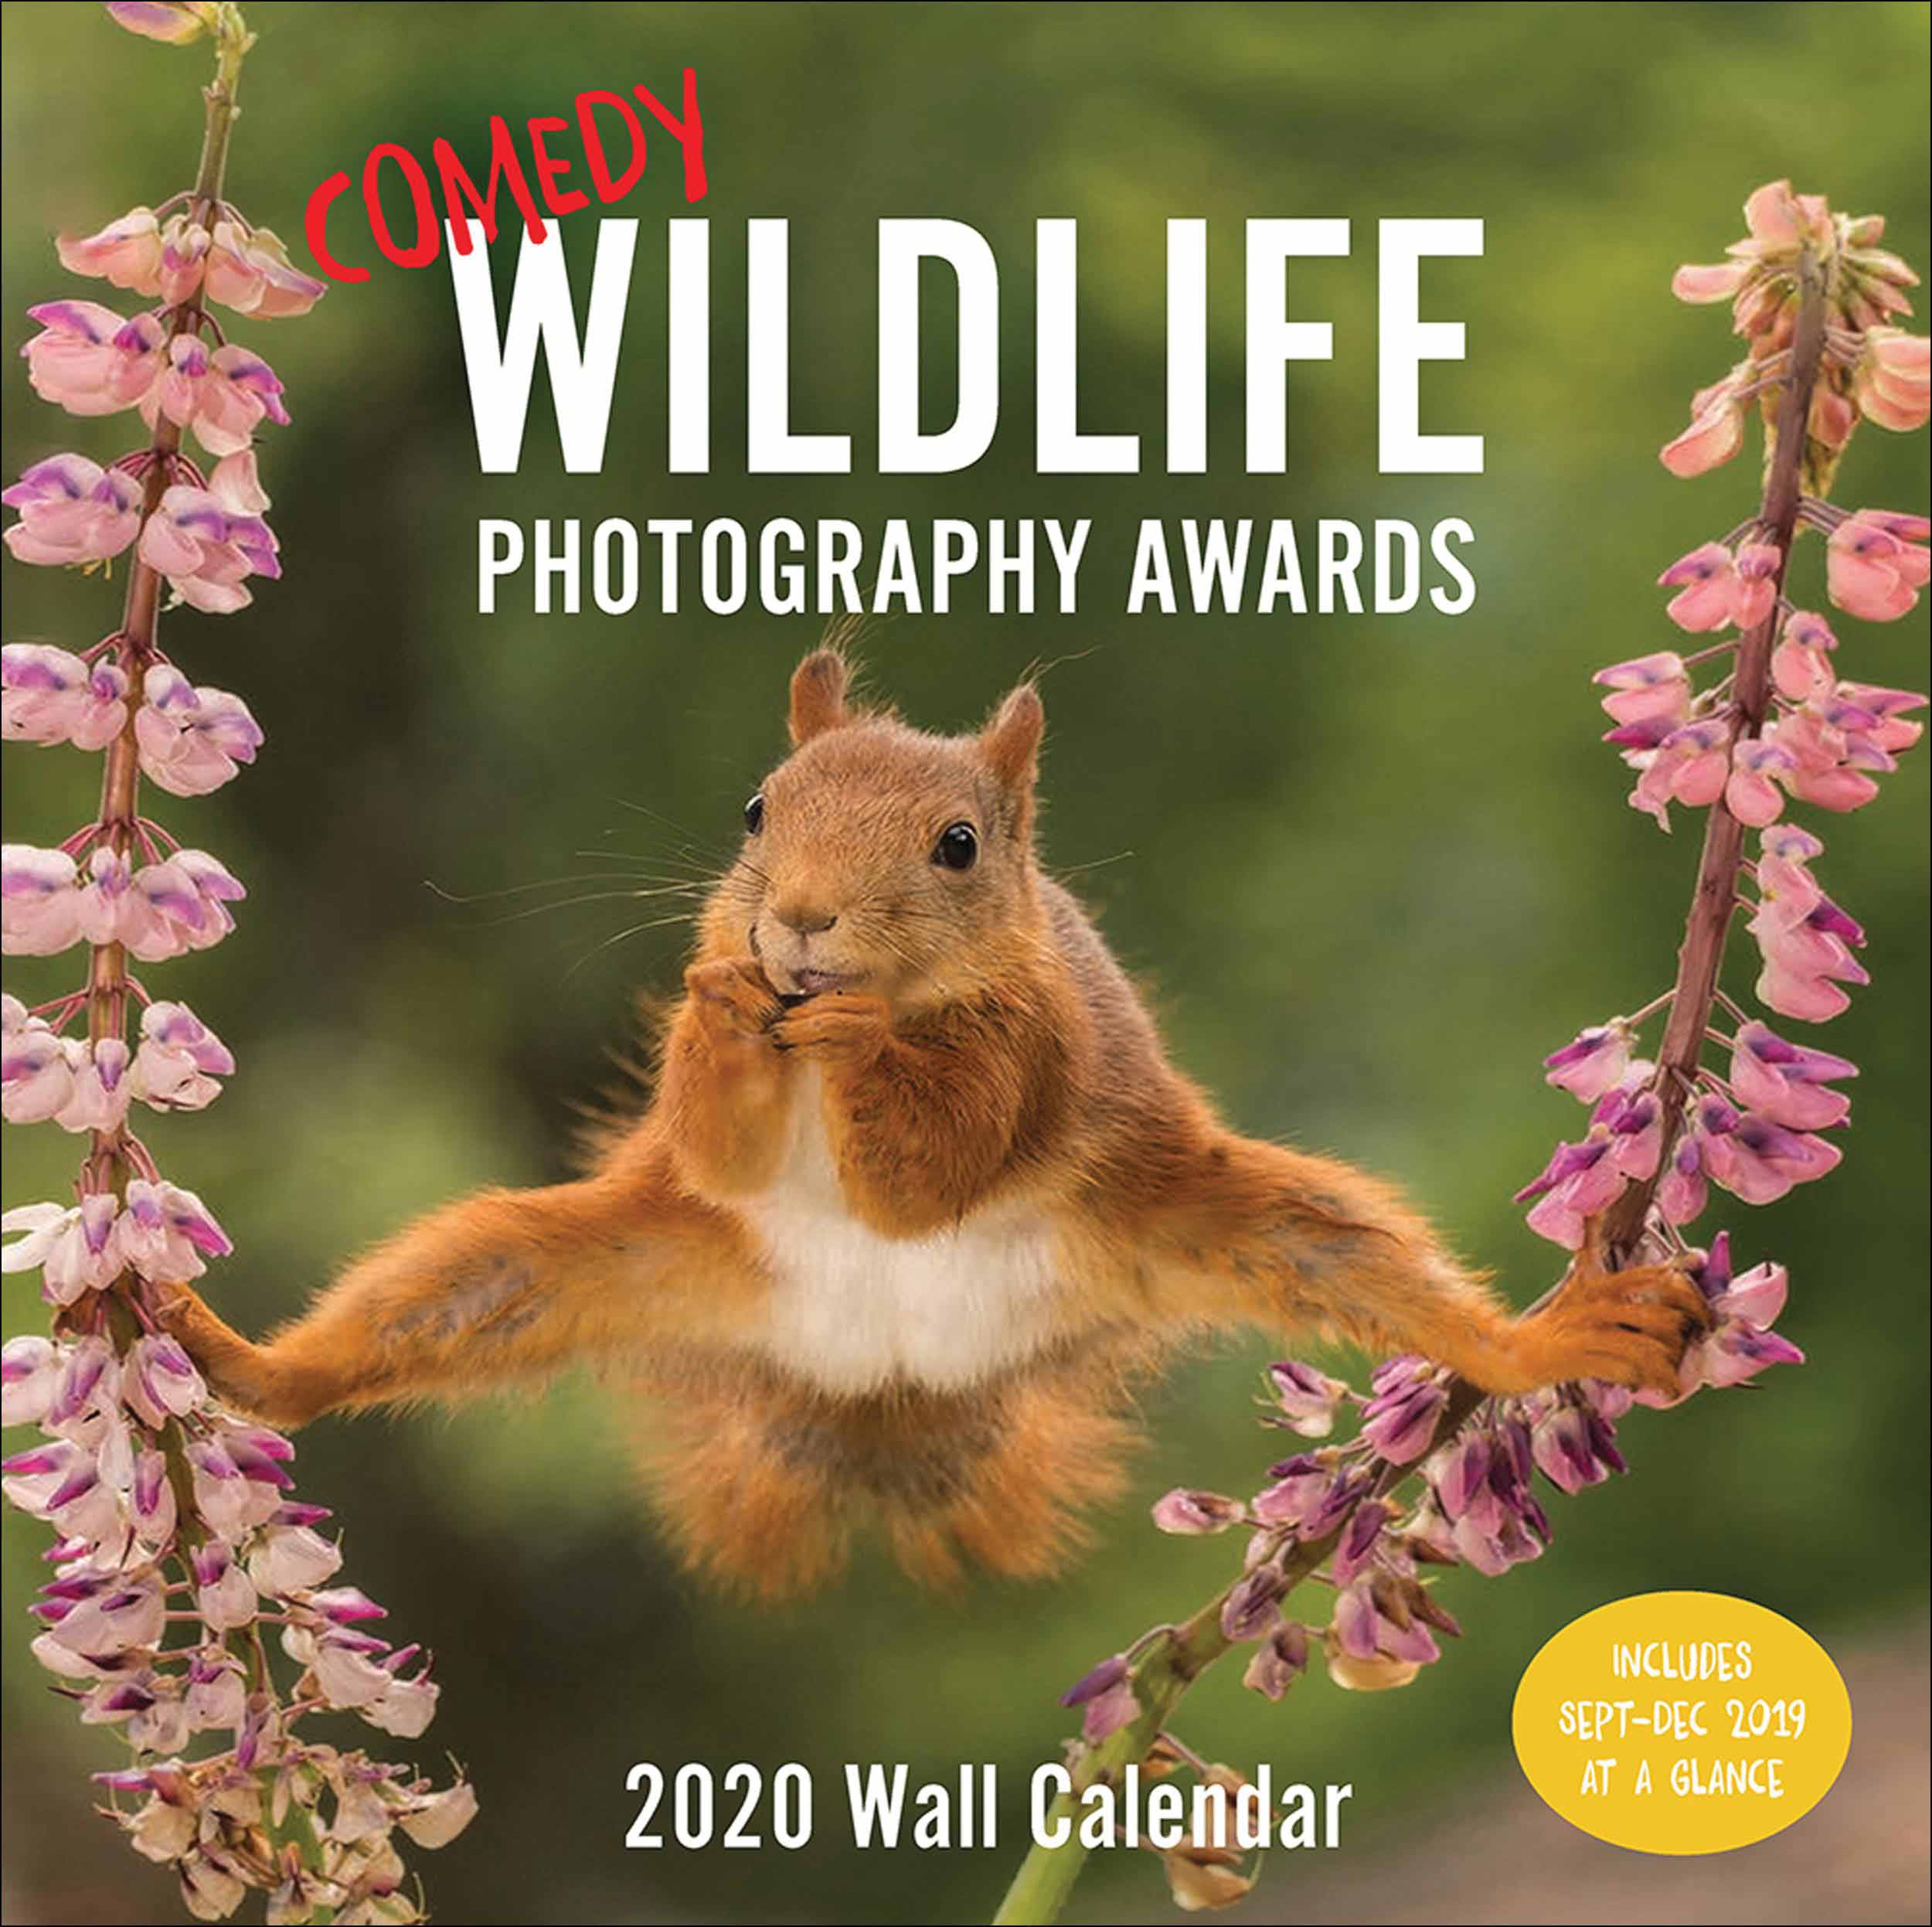 COMEDY
WILDLIFE
PHOTOGRAPHY AWARDS
2020 Wall Calendar
INCLUDES
SEPT-DEC 2019
AT A GLANCE